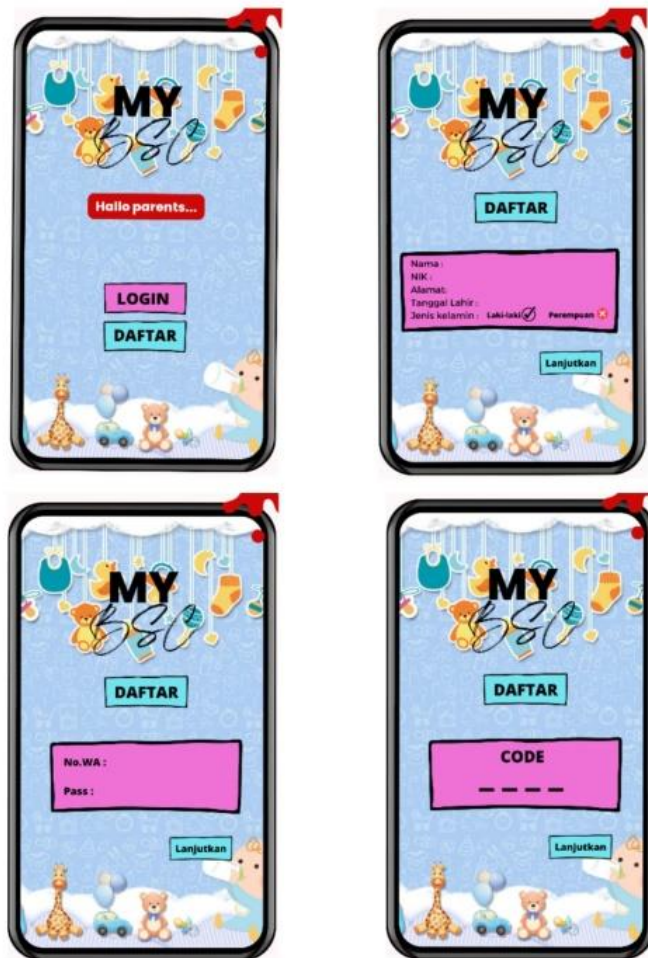 MY
BSC
Hallo parents...
LOGIN
DAFTAR
MY
BSC
DAFTAR
Nama :
NIK :
Alamat:
Tanggal Lahir :
Jenis kelamin : Laki-laki Perempuan
Lanjutkan
MY
BSC
DAFTAR
No.WA :
Pass :
Lanjutkan
MY
BSC
DAFTAR
CODE
_ _ _ _
Lanjutkan